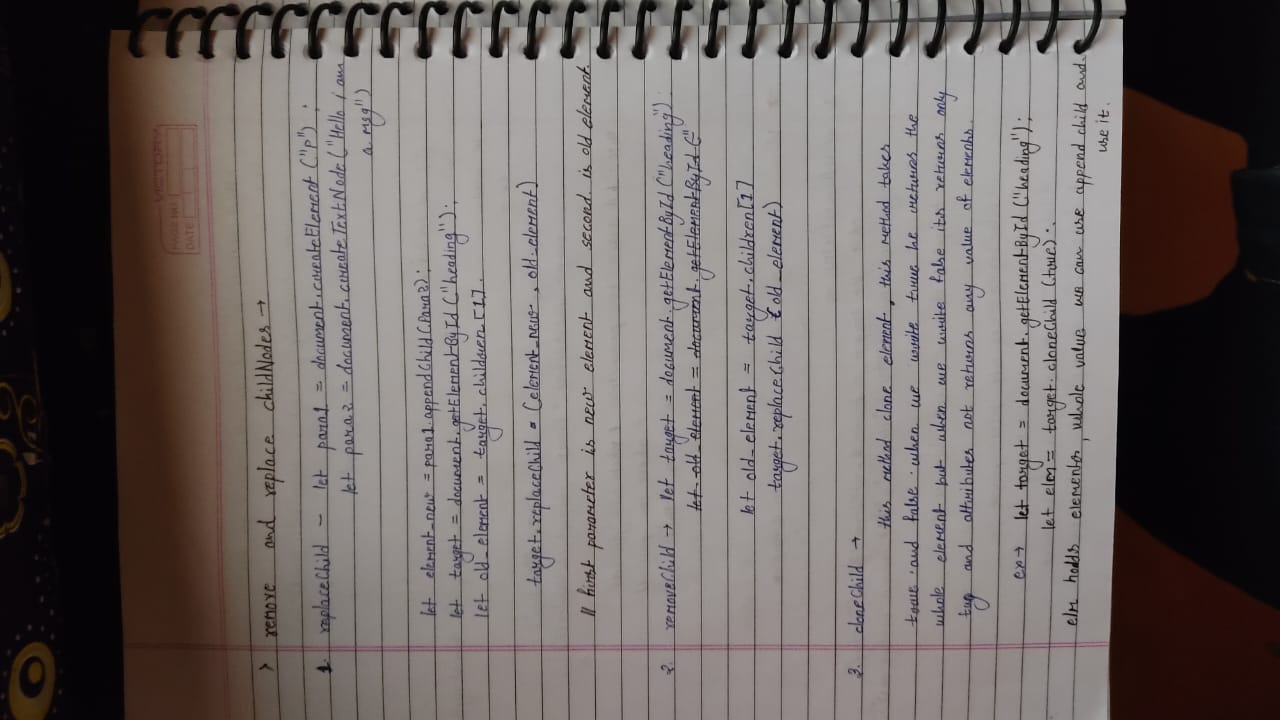 VICTORY
PAGE NO.
DATE
> remove and replace childNodes →
1. replaceChild - let para1 = document.createElement ("p") ;
let para2 = document.createTextNode ("Hello i am
a msg")
let element_new = para1.appendChild (Para2);
let target = document.getElementById ("heading");
let old_element = target.children [1].
target.replaceChild = (element_new , old_element)
// first parameter is new element and second. is old element.
2. removeChild → let target = document.getElementById ("heading")
let old_element = document.getElementById ("
let old_element = target.children[1]
target.replaceChild (old_element)
3. cloneChild →
this method clone element, this method takes
true and false when we write true he returns the
whole element but when we write false its returns only
tag and attributes not returns any value of elements.
ex → let target = document.getElementById ("heading");
let elm = target.cloneChild (true) ;
elm holds elements, whole value we can use append child and.
use it.